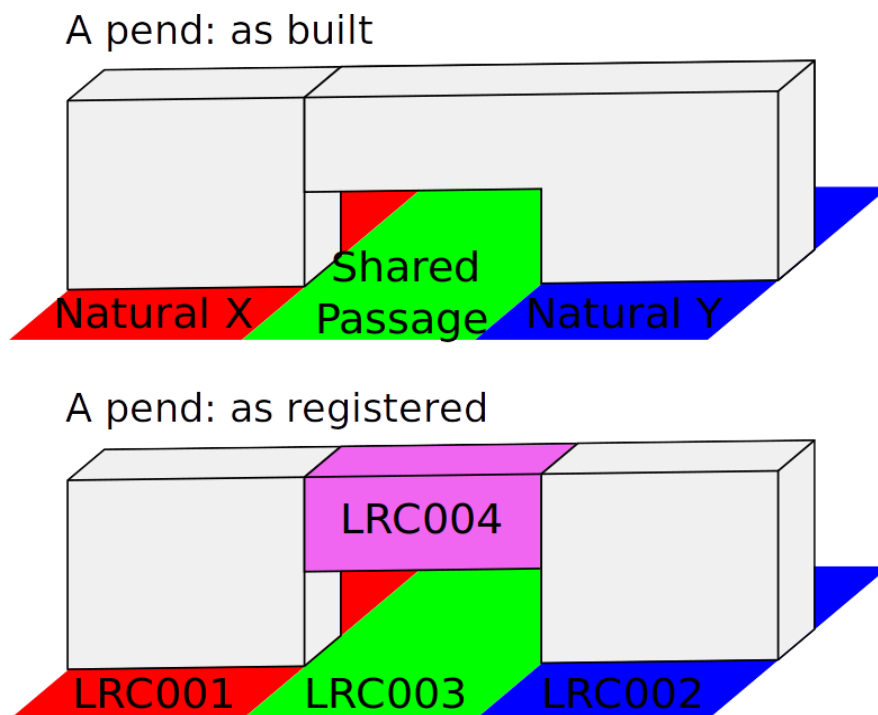 A pend: as built
Shared
Natural X
Passage
Natural Y
A pend: as registered
LRC004
LRC001
LRC003
LRC002